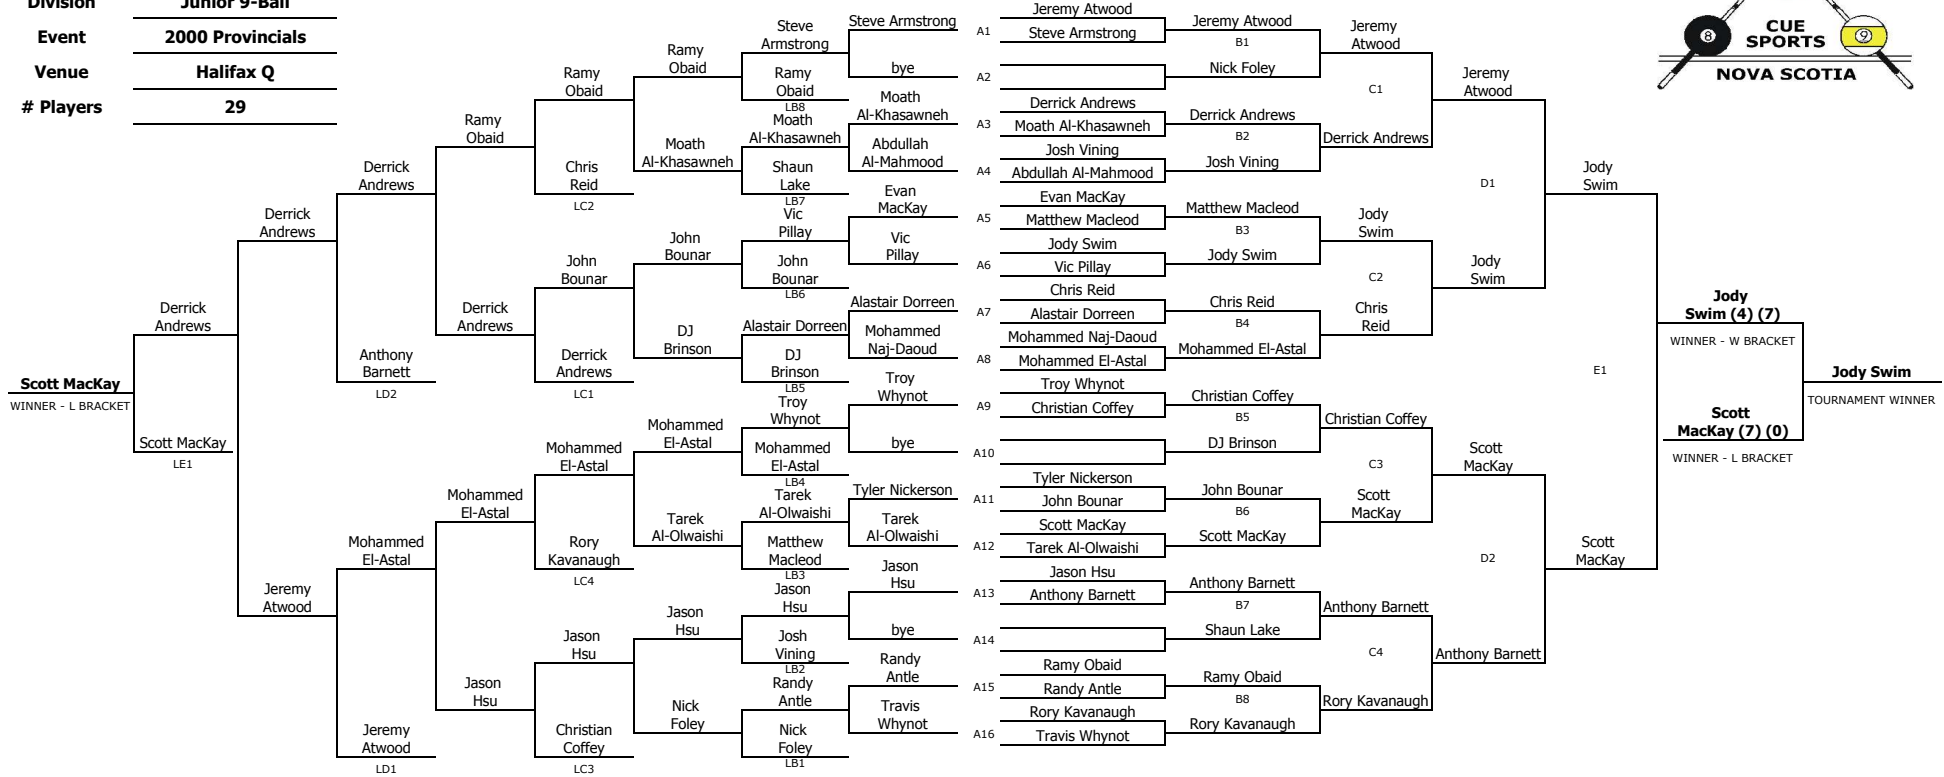 Division Junior 9-Ball
Event 2000 Provincials
Venue Halifax Q
# Players 29
8
CUE
SPORTS
9
NOVA SCOTIA
Scott MacKay
WINNER - L BRACKET
Derrick
Andrews
Scott MacKay
LE1
Derrick
Andrews
Jeremy
Atwood
Derrick
Andrews
Anthony
Barnett
LD2
Mohammed
El-Astal
Jeremy
Atwood
LD1
Ramy
Obaid
Derrick
Andrews
Mohammed
El-Astal
Jason
Hsu
Ramy
Obaid
Chris
Reid
LC2
John
Bounar
Derrick
Andrews
LC1
Mohammed
El-Astal
Rory
Kavanaugh
LC4
Jason
Hsu
Christian
Coffey
LC3
Ramy
Obaid
Moath
Al-Khasawneh
John
Bounar
DJ
Brinson
Mohammed
El-Astal
Tarek
Al-Olwaishi
Jason
Hsu
Nick
Foley
Steve
Armstrong
Ramy
Obaid
LB8
Moath
Al-Khasawneh
Shaun
Lake
LB7
Vic
Pillay
John
Bounar
LB6
Alastair Dorreen
DJ
Brinson
LB5
Troy
Whynot
Mohammed
El-Astal
LB4
Tarek
Al-Olwaishi
Matthew
Macleod
LB3
Jason
Hsu
Josh
Vining
LB2
Randy
Antle
Nick
Foley
LB1
Steve Armstrong
bye
Moath
Al-Khasawneh
Abdullah
Al-Mahmood
Evan
MacKay
Vic
Pillay
Alastair Dorreen
Mohammed
Naj-Daoud
Troy
Whynot
bye
Tyler Nickerson
Tarek
Al-Olwaishi
Jason
Hsu
bye
Randy
Antle
Travis
Whynot
A1
A2
A3
A4
A5
A6
A7
A8
A9
A10
A11
A12
A13
A14
A15
A16
Jeremy Atwood
Steve Armstrong
Derrick Andrews
Moath Al-Khasawneh
Josh Vining
Abdullah Al-Mahmood
Evan MacKay
Matthew Macleod
Jody Swim
Vic Pillay
Chris Reid
Alastair Dorreen
Mohammed Naj-Daoud
Mohammed El-Astal
Troy Whynot
Christian Coffey
Tyler Nickerson
John Bounar
Scott MacKay
Tarek Al-Olwaishi
Jason Hsu
Anthony Barnett
Ramy Obaid
Randy Antle
Rory Kavanaugh
Travis Whynot
Jeremy Atwood
B1
Nick Foley
Derrick Andrews
B2
Josh Vining
Matthew Macleod
B3
Jody Swim
Chris Reid
B4
Mohammed El-Astal
Christian Coffey
B5
DJ Brinson
John Bounar
B6
Scott MacKay
Anthony Barnett
B7
Shaun Lake
Ramy Obaid
B8
Rory Kavanaugh
Jeremy
Atwood
C1
Derrick Andrews
Jody
Swim
C2
Chris
Reid
Christian Coffey
C3
Scott
MacKay
Anthony Barnett
C4
Rory Kavanaugh
Jeremy
Atwood
D1
Jody
Swim
Scott
MacKay
D2
Anthony Barnett
Jody
Swim
E1
Scott
MacKay
Jody
Swim (4) (7)
WINNER - W BRACKET
Scott
MacKay (7) (0)
WINNER - L BRACKET
Jody Swim
TOURNAMENT WINNER